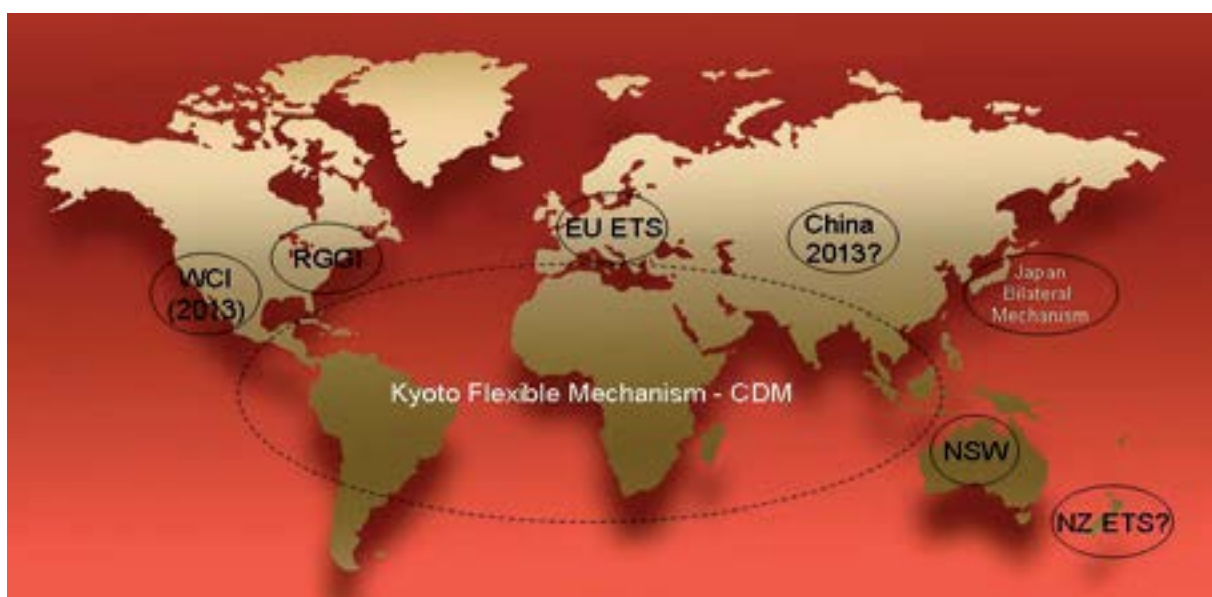 EU ETS
China
2013?
RGGI
WCI
(2013)
Japan
Bilateral
Mechanism
Kyoto Flexible Mechanism - CDM
NSW
NZ ETS?